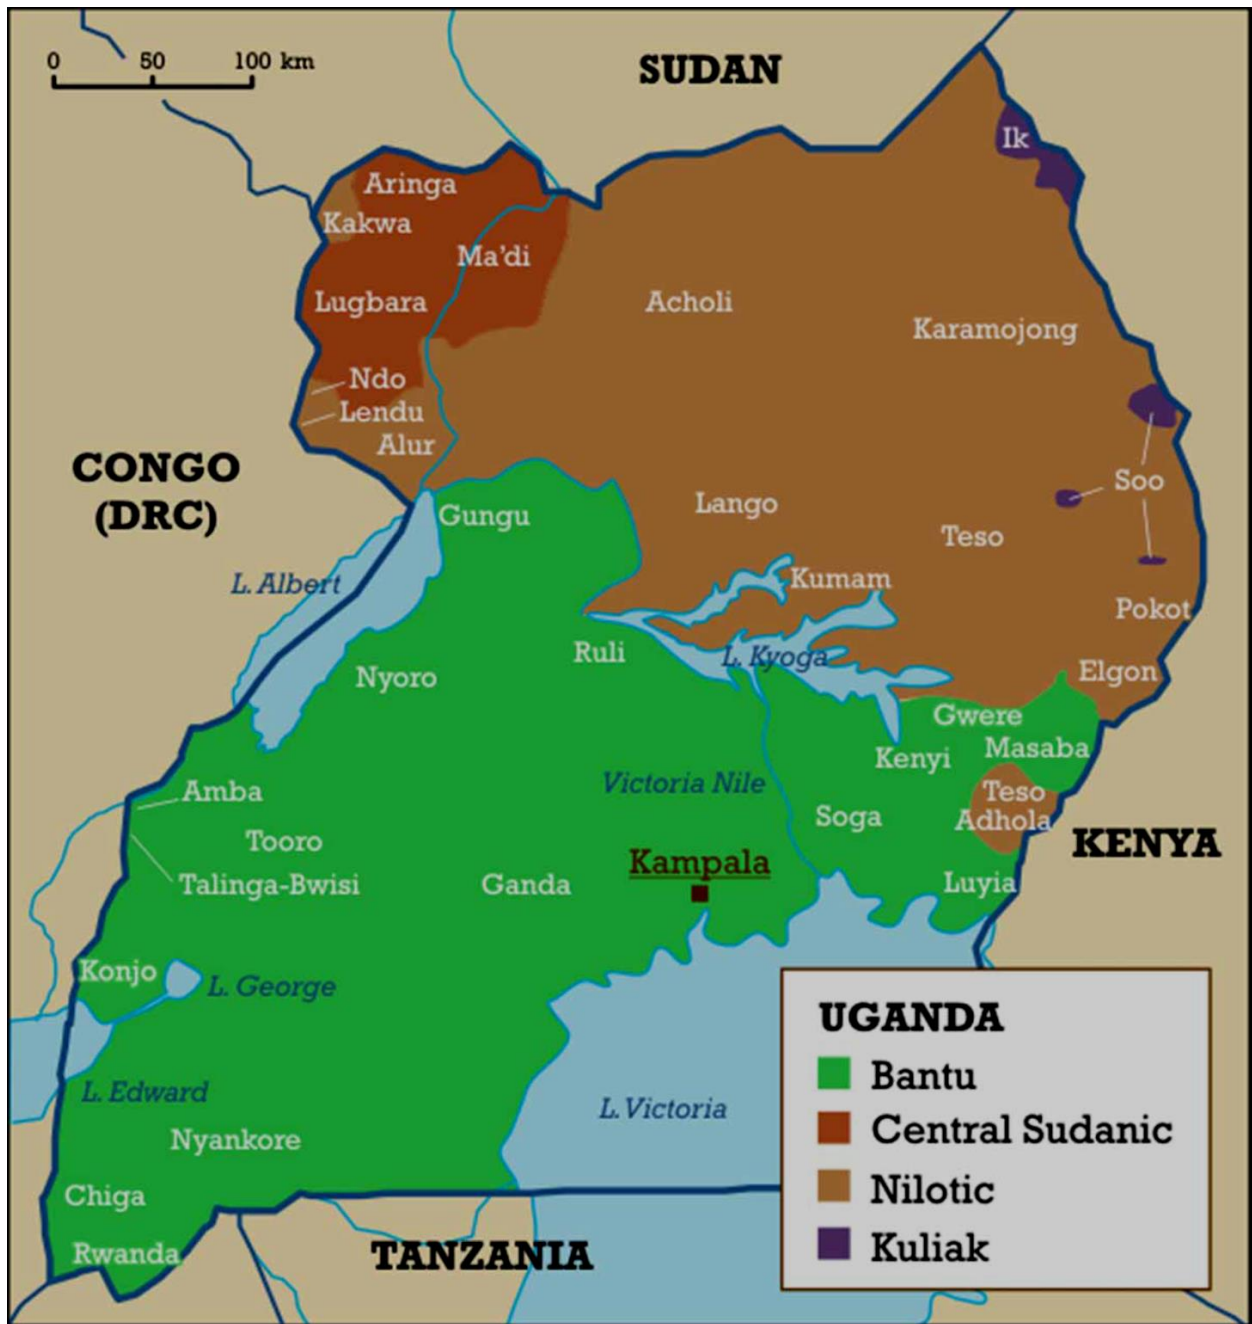 0 50 100 km
SUDAN
Ik
Aringa
Kakwa
Ma'di
Lugbara
Acholi
Karamojong
Ndo
Lendu
Alur
CONGO
(DRC)
Soo
Lango
Gungu
Teso
L. Albert
Kumam
Pokot
Ruli
L. Kyoga
Elgon
Nyoro
Gwere
Masaba
Kenyi
Victoria Nile
Amba
Teso
Soga
Adhola
Tooro
KENYA
Kampala
Talinga-Bwisi
Ganda
Luyia
Konjo
L. George
UGANDA
Bantu
L. Edward
L. Victoria
Central Sudanic
Nyankore
Nilotic
Chiga
Kuliak
Rwanda
TANZANIA